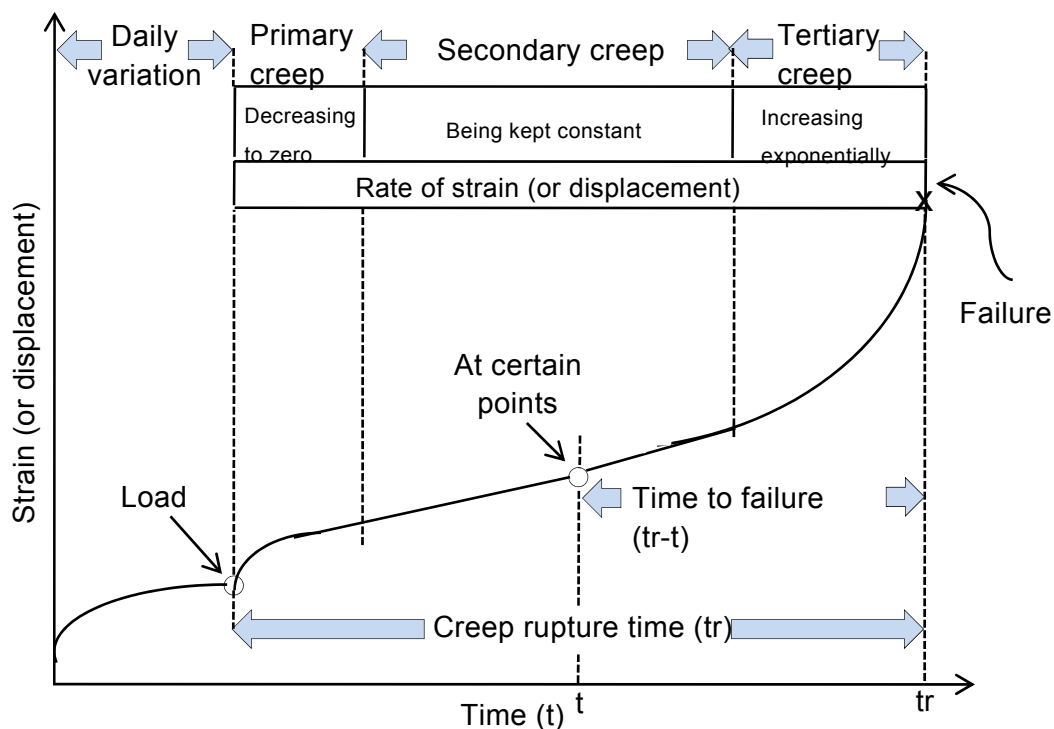 Daily
variation
Primary
creep
Secondary creep
Tertiary
creep
Decreasing
to zero
Being kept constant
Increasing
exponentially
Rate of strain (or displacement)
x
Failure
Strain (or displacement)
At certain
points
Load
Time to failure
(tr-t)
Creep rupture time (tr)
Time (t)
t
tr